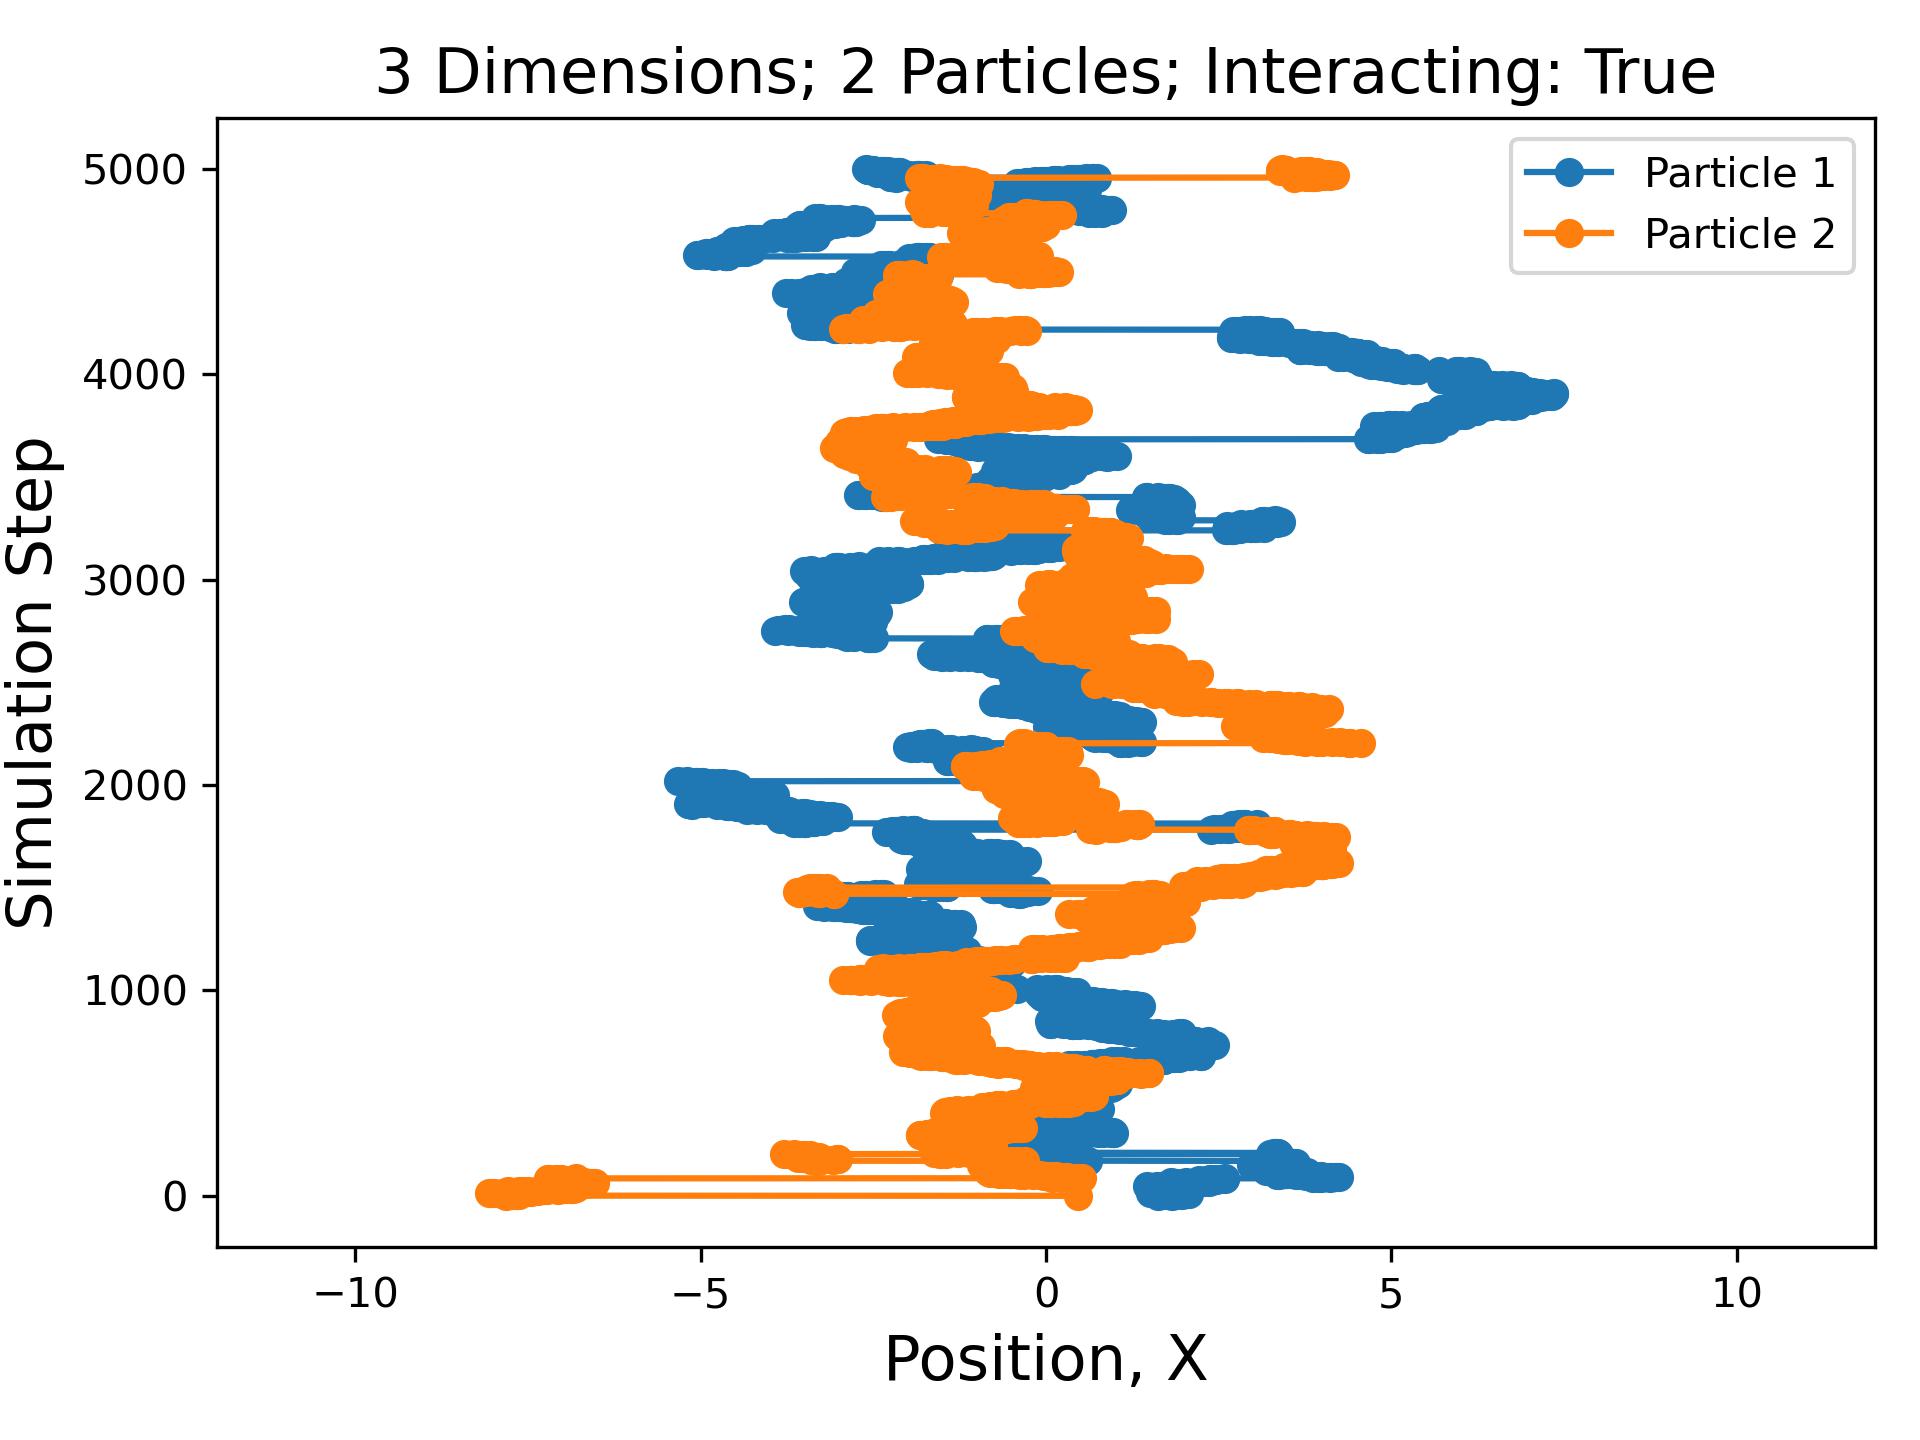 3 Dimensions; 2 Particles; Interacting: True
Particle 1
Particle 2
Simulation Step
5000
4000
3000
2000
1000
0
−10
−5
0
5
10
Position, X